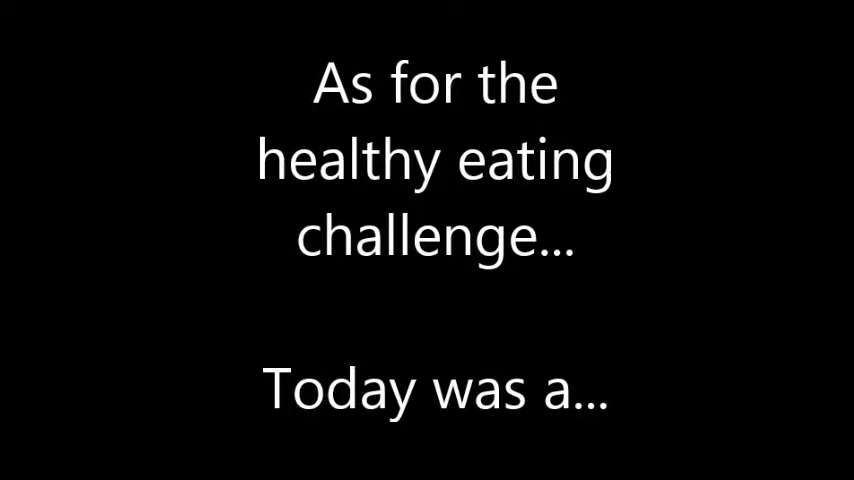 As for the
healthy eating
challenge...
Today was a...